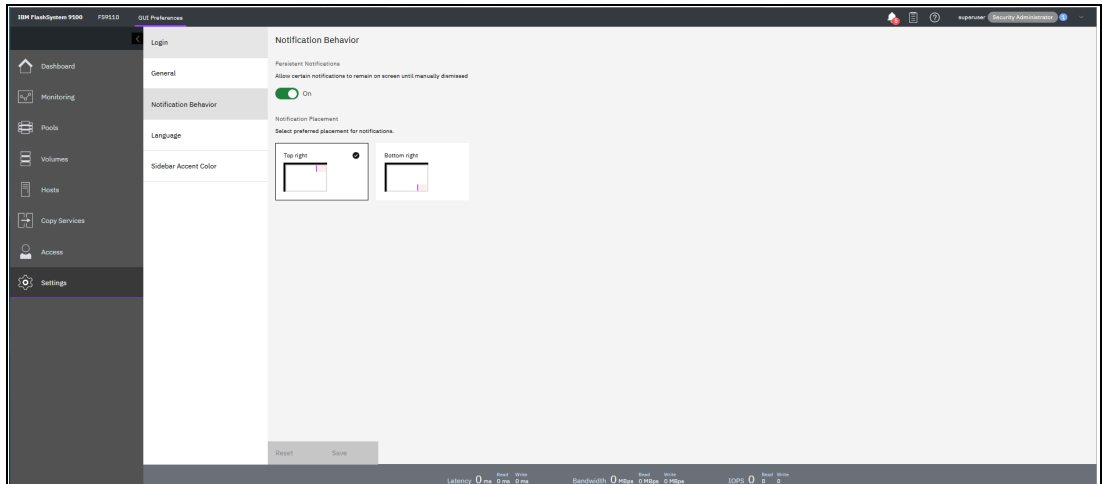 IBM FlashSystem 9100 FS9110 GUI Preferences
superuser Security Administrator
Dashboard
Monitoring
Pools
Volumes
Hosts
Copy Services
Access
Settings
Login
General
Notification Behavior
Language
Sidebar Accent Color
Notification Behavior
Persistent Notifications
Allow certain notifications to remain on screen until manually dismissed
On
Notification Placement
Select preferred placement for notifications.
Top right
Bottom right
Reset Save
Latency 0 ms Read 0 ms Write 0 ms
Bandwidth 0 MBps Read 0 MBps Write 0 MBps
IOPS 0 Read 0 Write 0